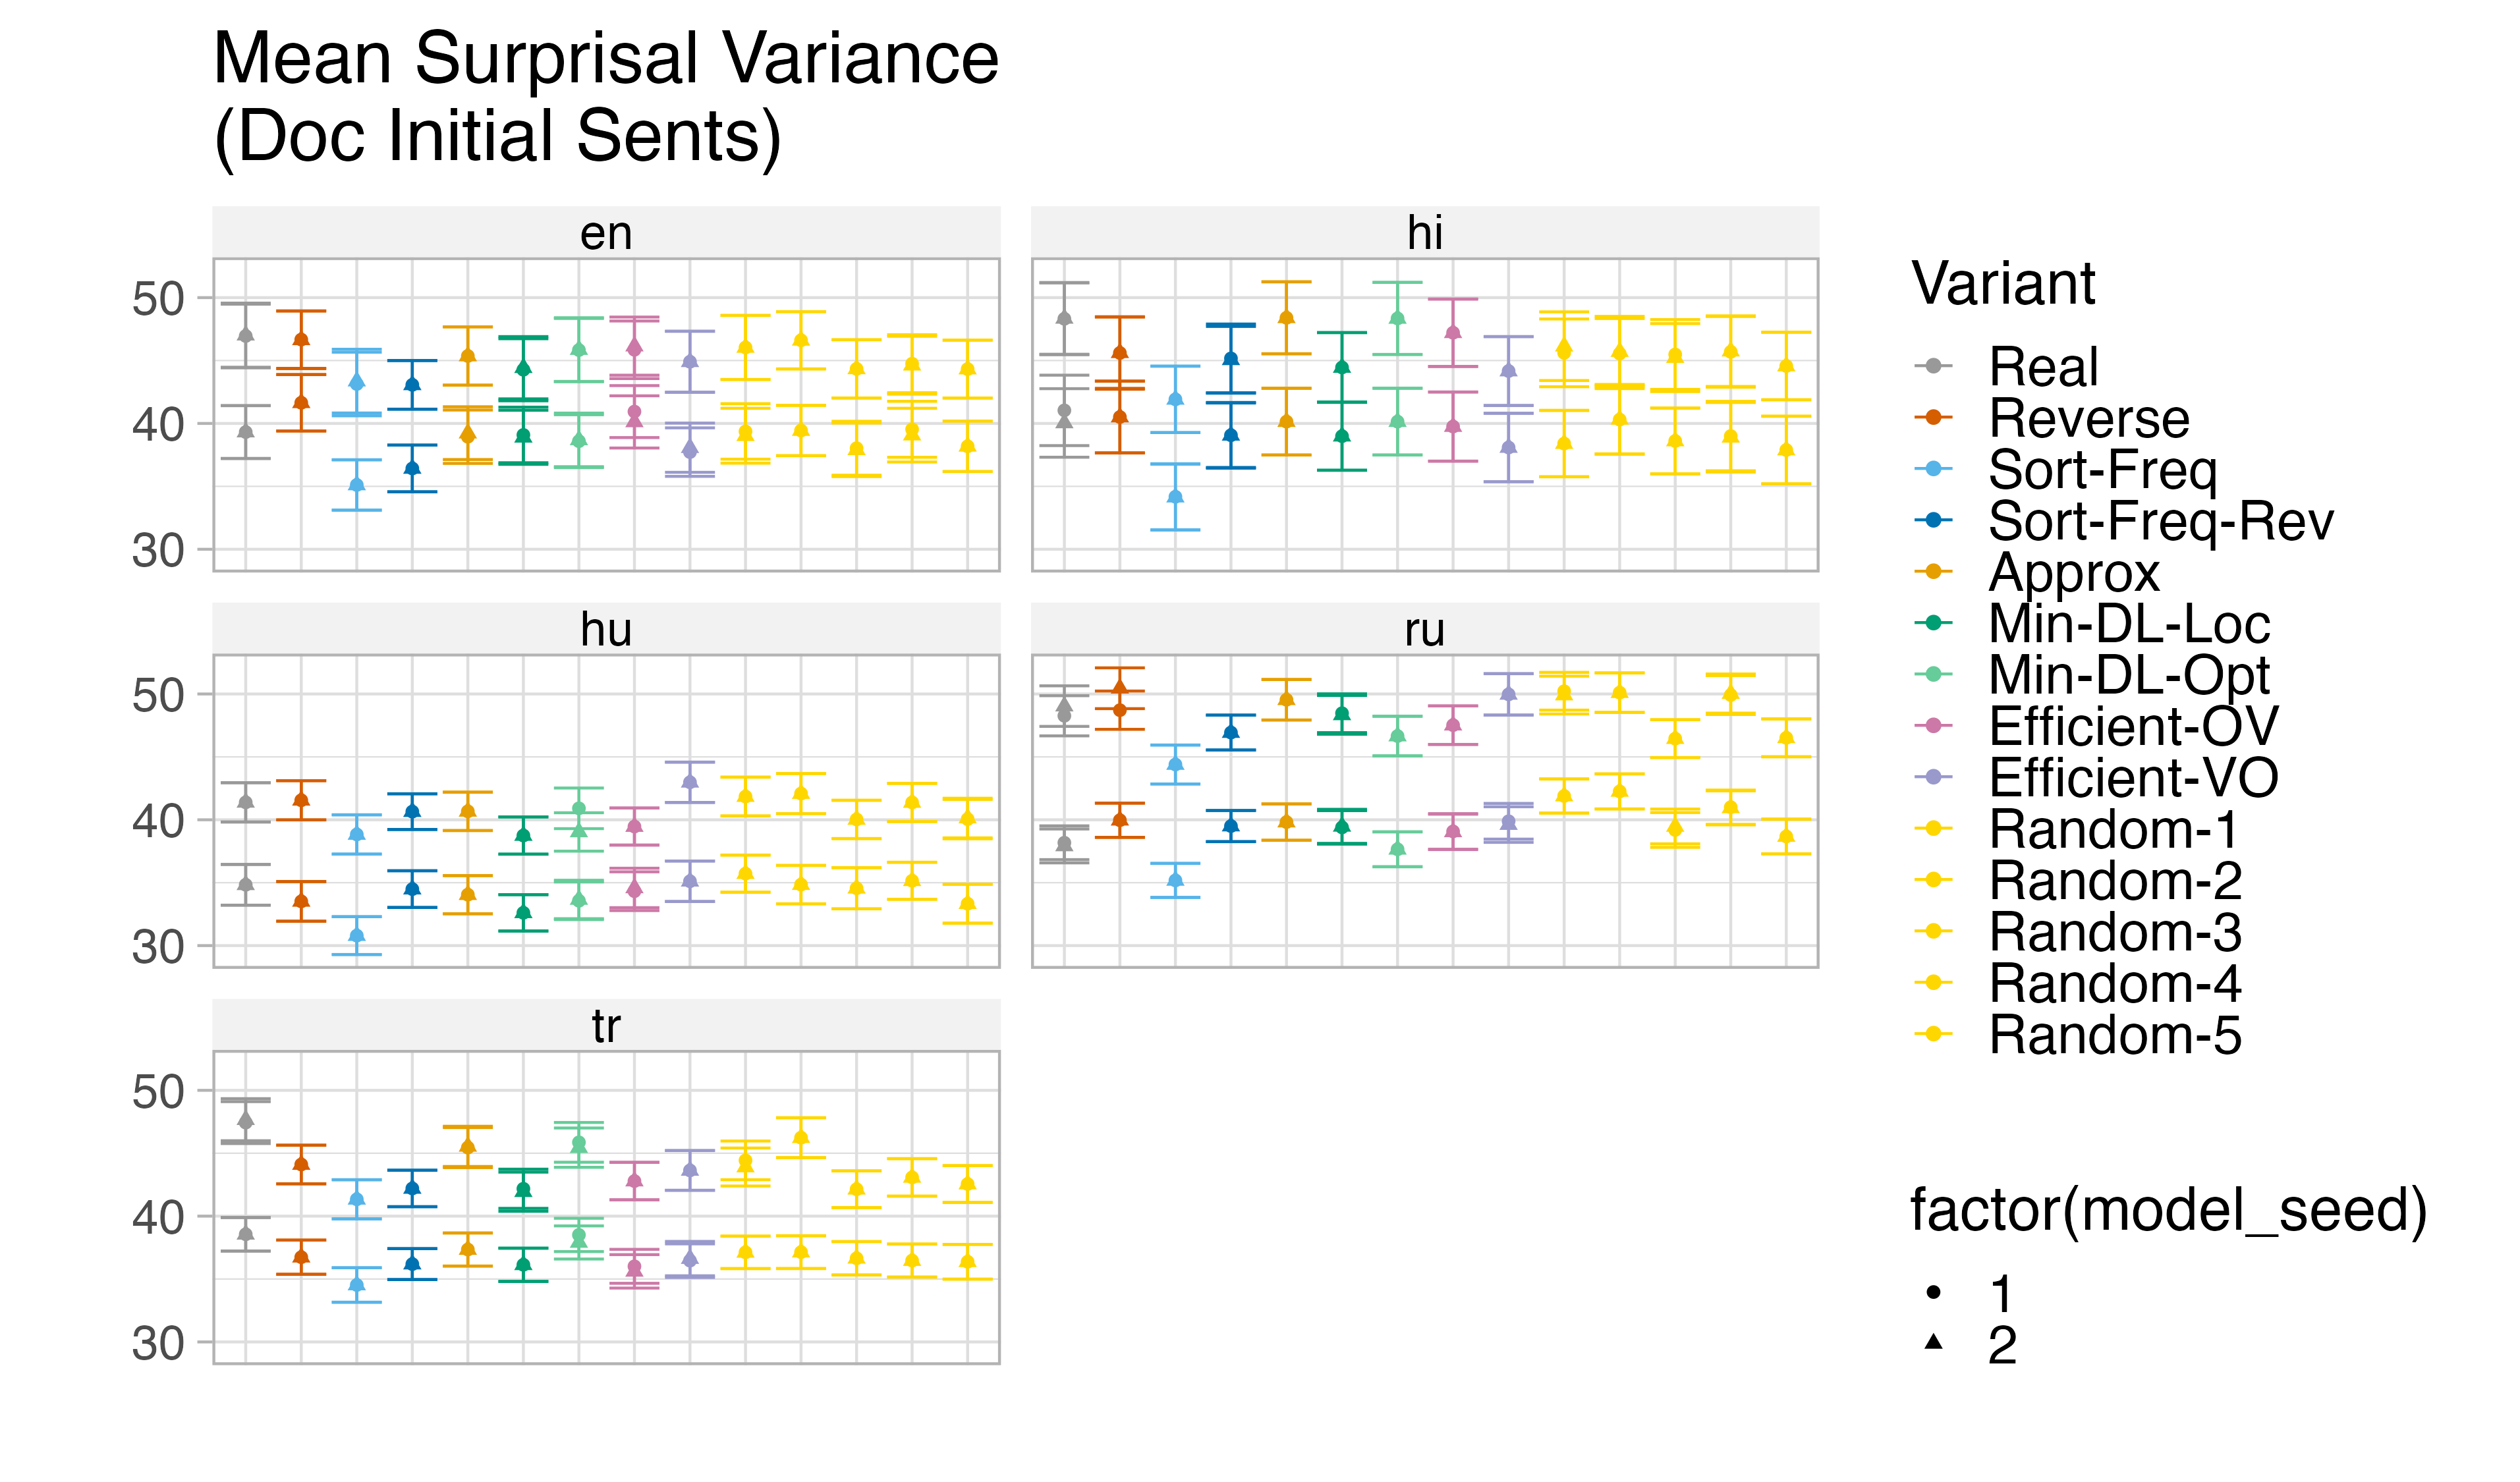 Mean Surprisal Variance
(Doc Initial Sents)
en
hi
50
40
30
hu
ru
50
40
30
tr
50
40
30
Variant
Real
Reverse
Sort-Freq
Sort-Freq-Rev
Approx
Min-DL-Loc
Min-DL-Opt
Efficient-OV
Efficient-VO
Random-1
Random-2
Random-3
Random-4
Random-5
factor(model_seed)
1
2